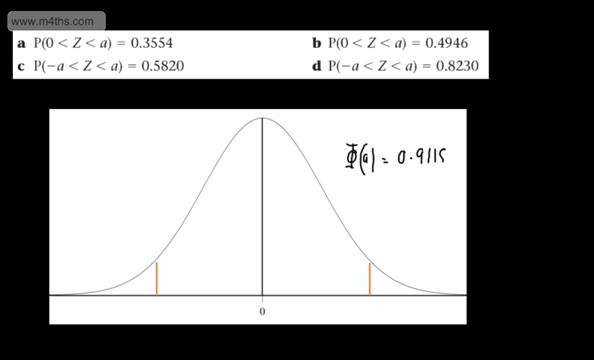 www.m4ths.com
a P(0 < Z < a) = 0.3554
b P(0 < Z < a) = 0.4946
c P(−a < Z < a) = 0.5820
d P(−a < Z < a) = 0.8230
Φ(a) = 0.9115
0